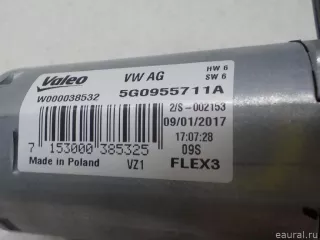 Valeo VW AG HW 6
SW 6
W000038532 5G0955711A
2/S-002153
09/01/2017
17:07:28
7 153000 385325 09S
Made in Poland VZ1 FLEX3
eaural.ru